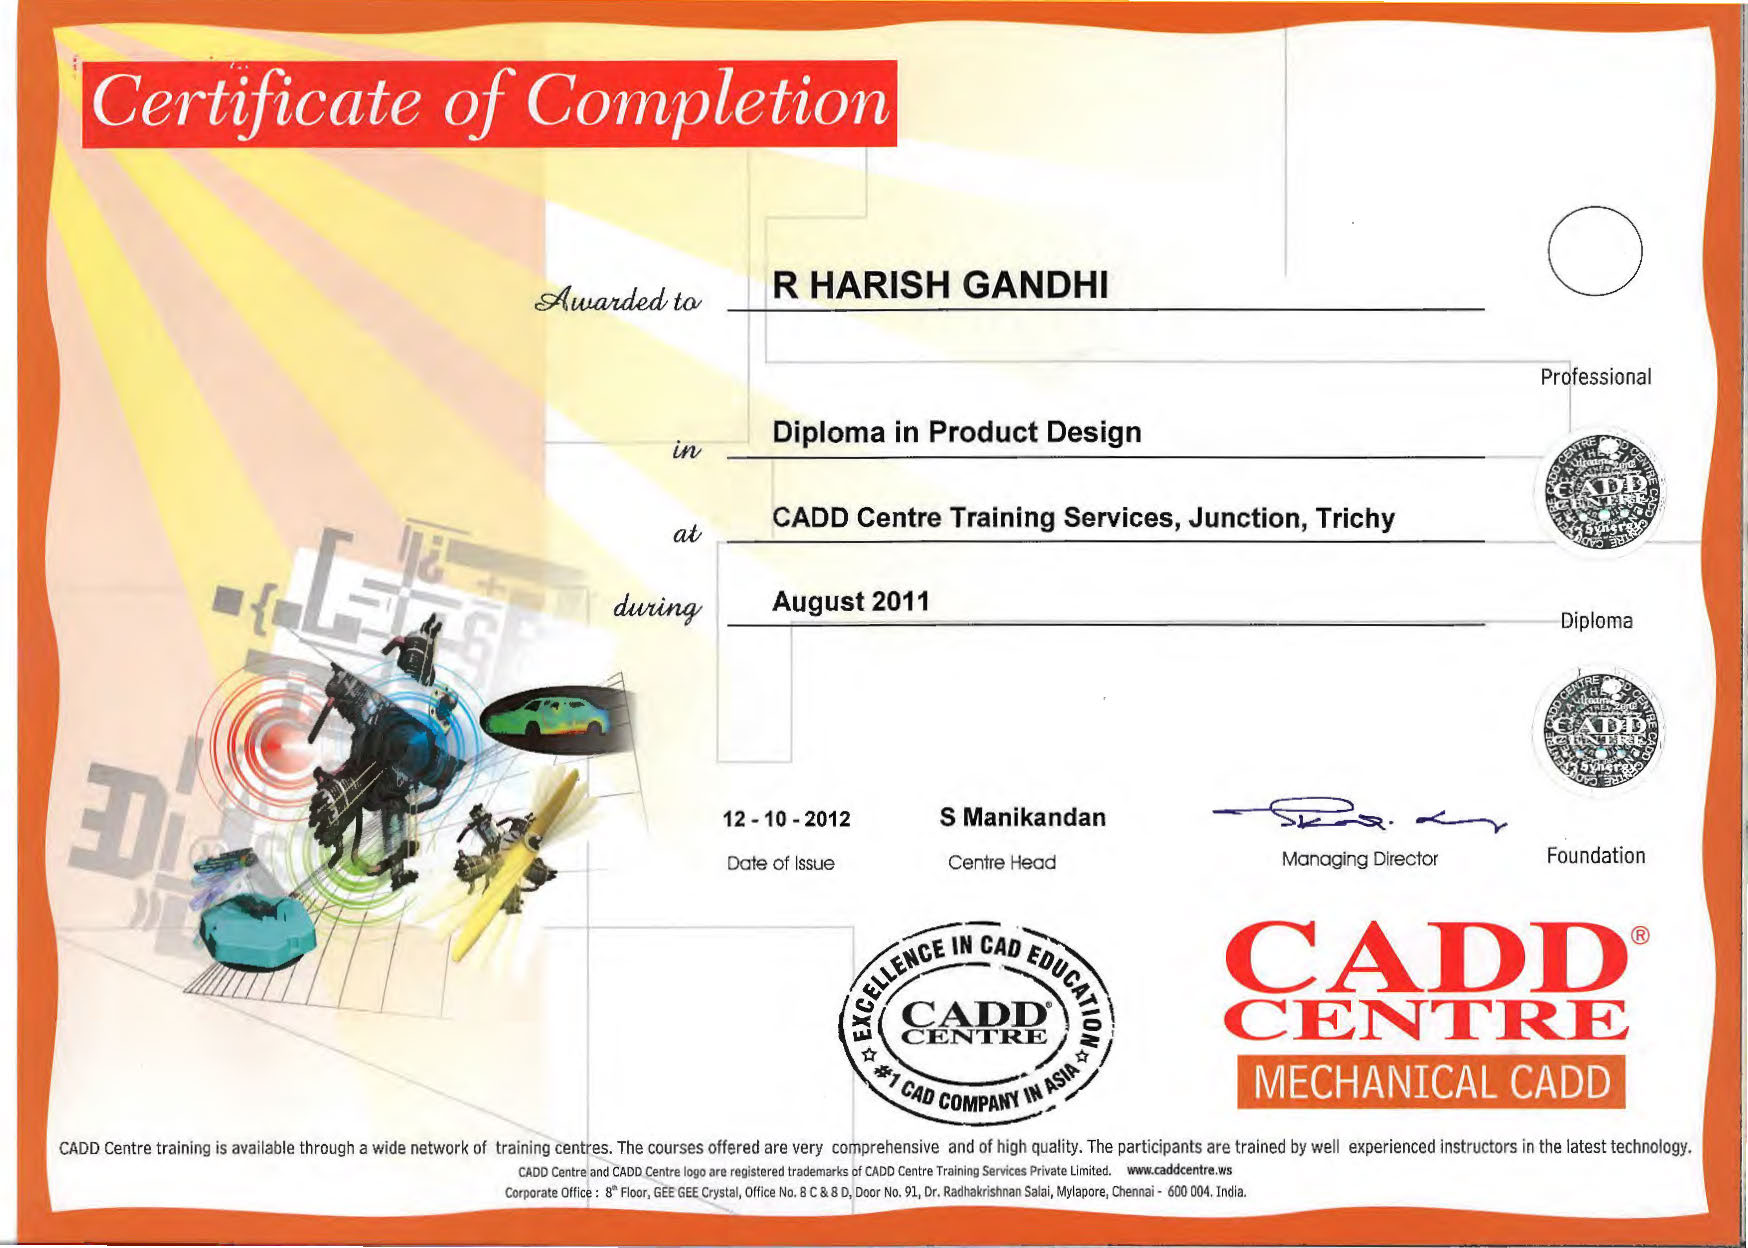 Certificate of Completion
Awarded to R HARISH GANDHI
Professional
in Diploma in Product Design
at CADD Centre Training Services, Junction, Trichy
during August 2011
Diploma
12 - 10 - 2012 S Manikandan
Date of Issue Centre Head Managing Director
Foundation
EXCELLENCE IN CAD EDUCATION
CADD®
CENTRE
#1 CAD COMPANY IN ASIA
CADD®
CENTRE
MECHANICAL CADD
CADD Centre training is available through a wide network of training centres. The courses offered are very comprehensive and of high quality. The participants are trained by well experienced instructors in the latest technology.
CADD Centre and CADD Centre logo are registered trademarks of CADD Centre Training Services Private Limited. www.caddcentre.ws
Corporate Office : 8th Floor, GEE GEE Crystal, Office No. 8 C & 8 D, Door No. 91, Dr. Radhakrishnan Salai, Mylapore, Chennai - 600 004. India.